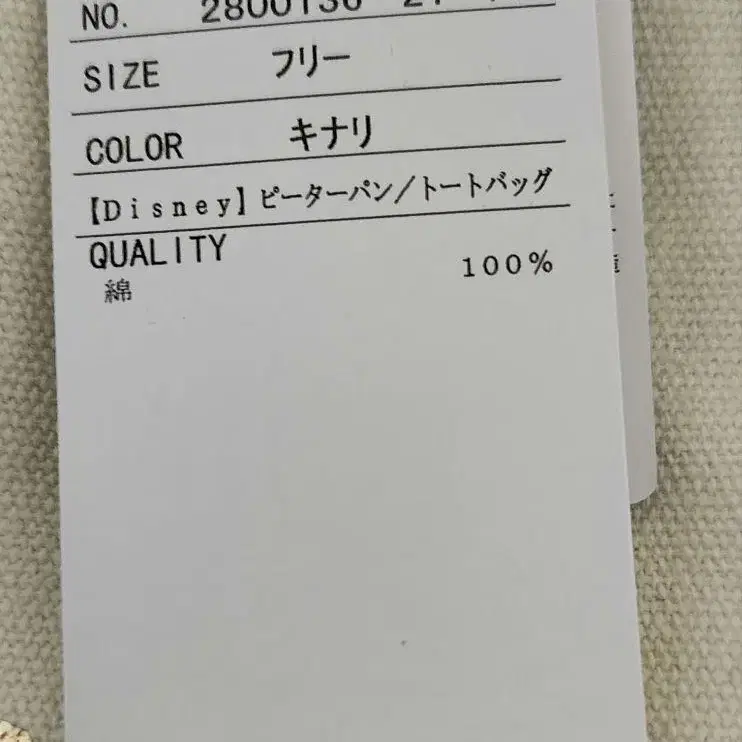 NO.
SIZE フリー
COLOR キナリ
【Disney】ピーターパン／トートバッグ
QUALITY
綿 100%